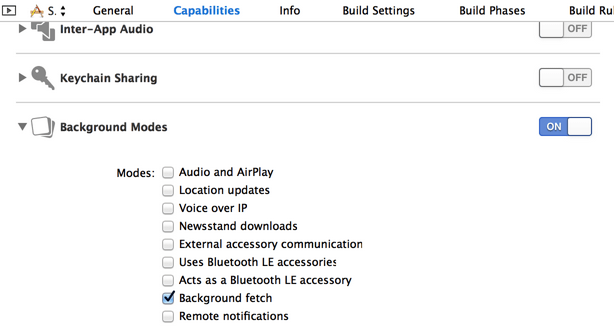 S. General Capabilities Info Build Settings Build Phases Build Ru
Inter-App Audio OFF
Keychain Sharing OFF
Background Modes ON
Modes: Audio and AirPlay
Location updates
Voice over IP
Newsstand downloads
External accessory communication
Uses Bluetooth LE accessories
Acts as a Bluetooth LE accessory
Background fetch
Remote notifications